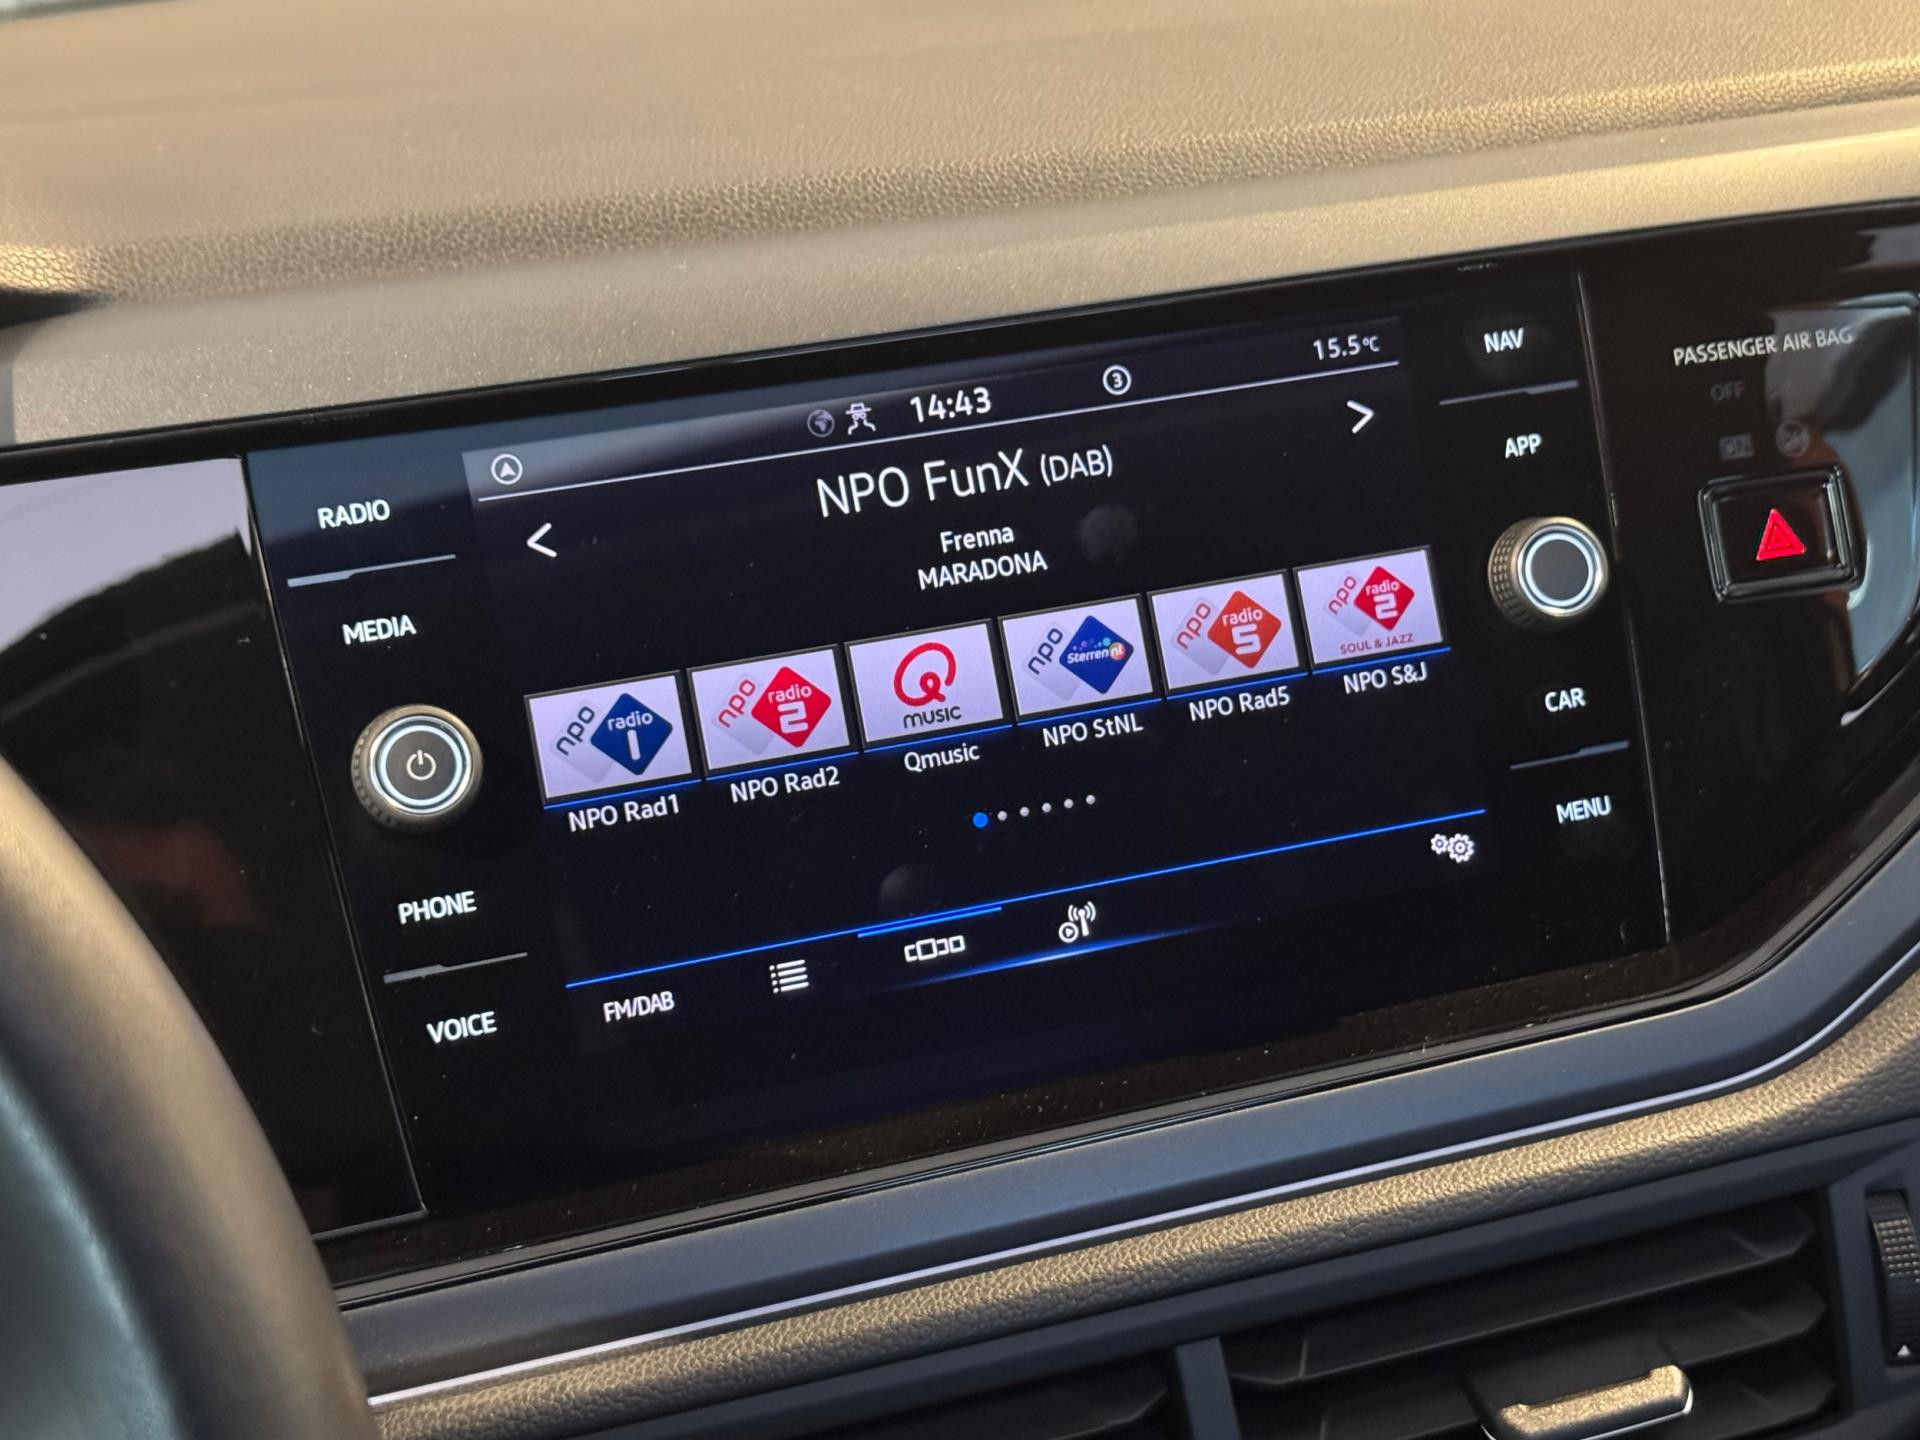 15.5°C
14:43
3
NPO FunX (DAB)
Frenna
MARADONA
RADIO
MEDIA
PHONE
VOICE
NAV
APP
CAR
MENU
npo radio 1
NPO Rad1
npo radio 2
NPO Rad2
Q MUSIC
Qmusic
npo Sterren nl
NPO StNL
npo radio 5
NPO Rad5
npo radio 2 SOUL & JAZZ
NPO S&J
FM/DAB
PASSENGER AIR BAG
OFF
ON